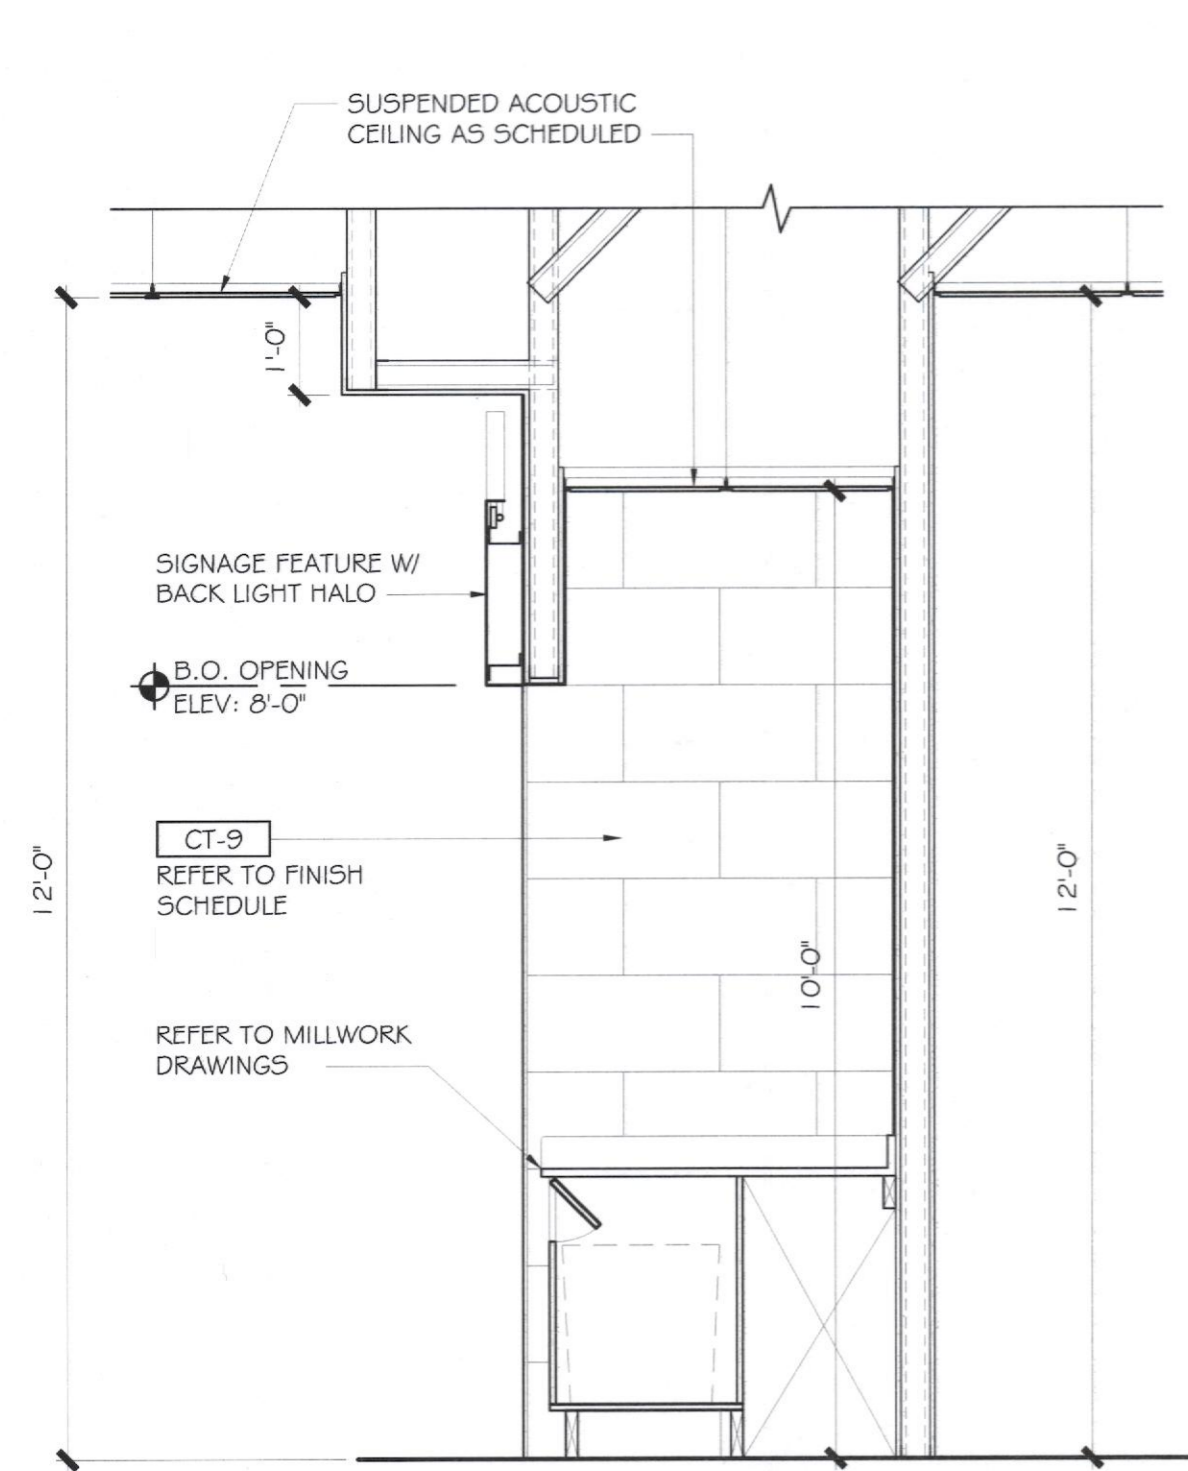 SUSPENDED ACOUSTIC
CEILING AS SCHEDULED
1'-0"
SIGNAGE FEATURE W/
BACK LIGHT HALO
B.O. OPENING
ELEV: 8'-0"
CT-9
REFER TO FINISH
SCHEDULE
12'-0"
12'-0"
10'-0"
REFER TO MILLWORK
DRAWINGS